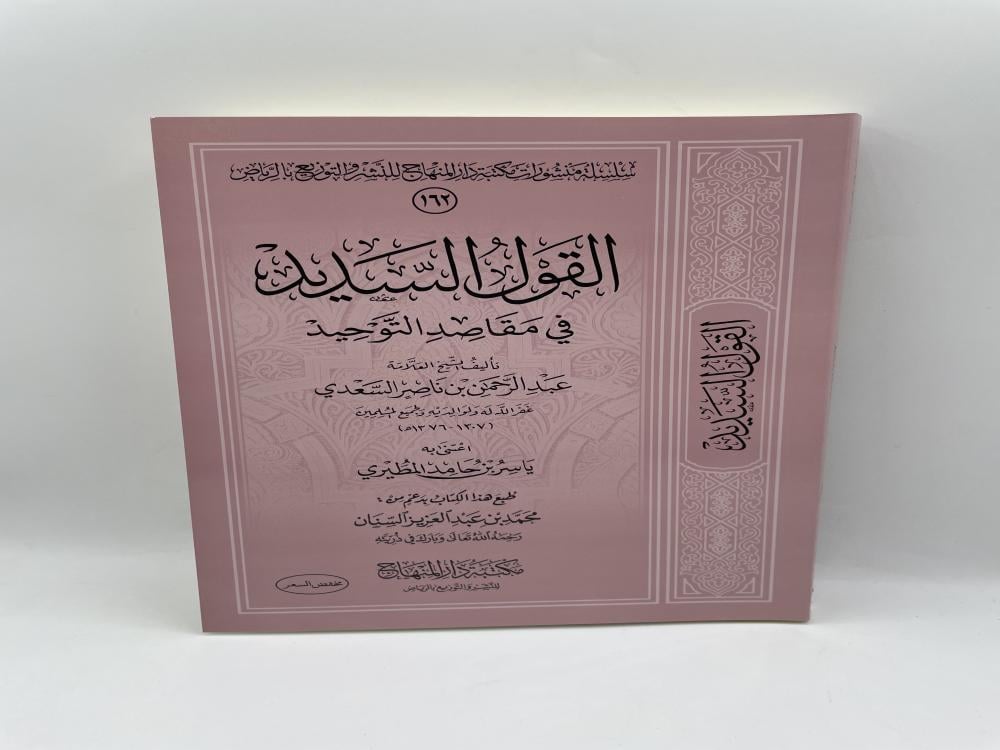 سلسلة منشورات مكتبة دار المنهاج للنشر والتوزيع بالرياض
١٦٢
القول السديد
في مقاصد التوحيد
تأليف الشيخ العلامة
عبد الرحمن بن ناصر السعدي
غفر الله له ولوالديه وجميع المسلمين
(١٣٠٧-١٣٧٦ه)
اعتنى به
ياسر بن حامد المطيري
طبع هذا الكتاب بدعم من :
محمد بن عبد العزيز السنان
رحمه الله تعالى وبارك في ذريته
مكتبة دار المنهاج
للنشر والتوزيع بالرياض
مخفض السعر
القول السديد